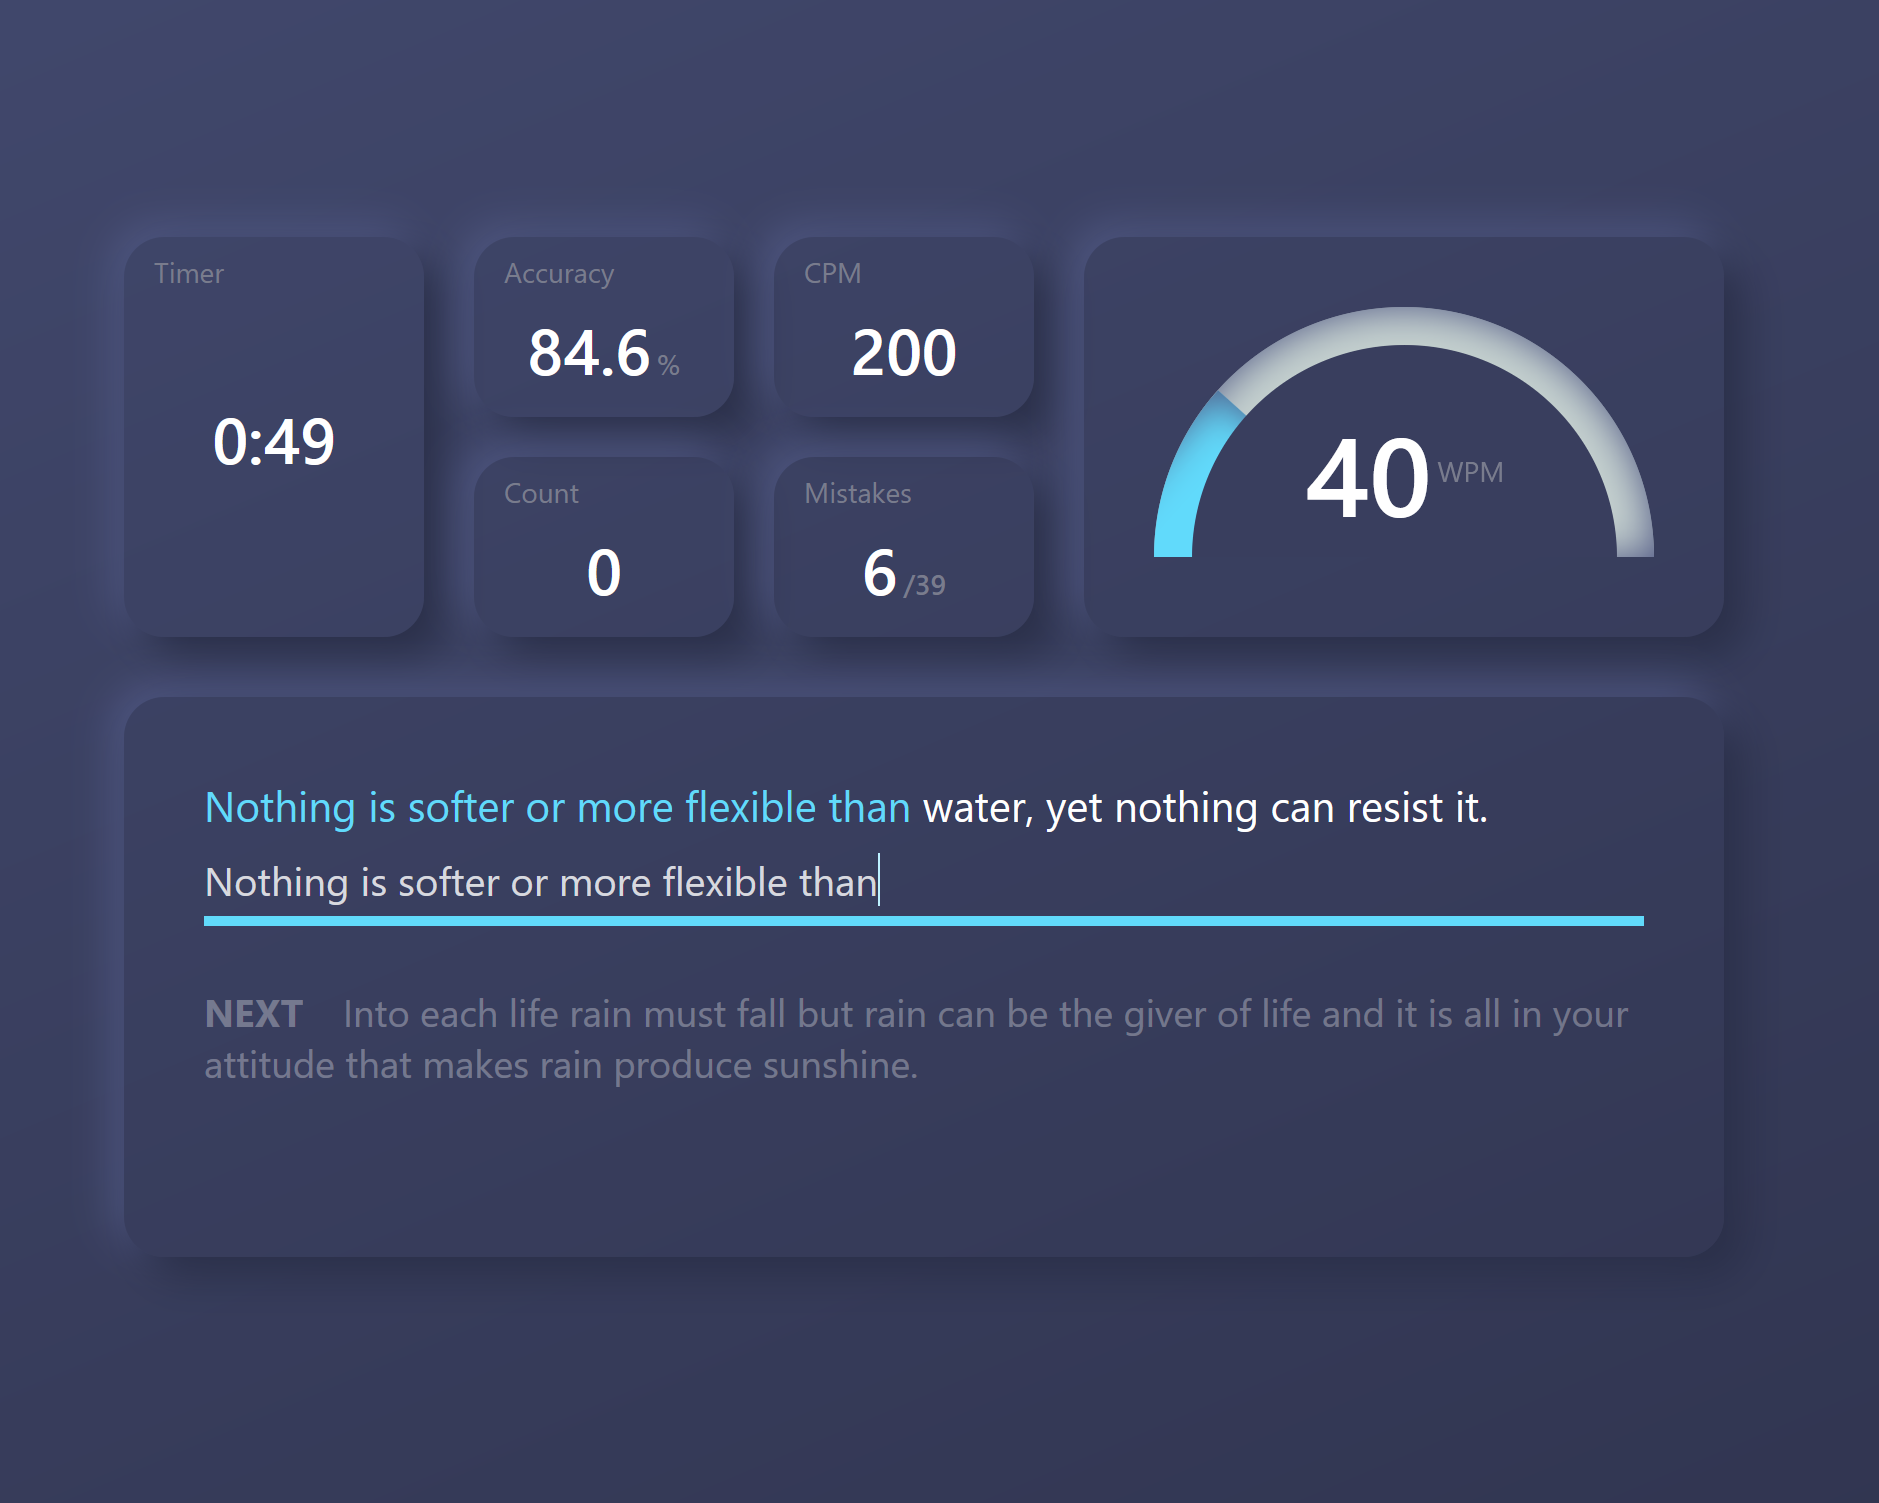 Timer
0:49
Accuracy
84.6 %
CPM
200
Count
0
Mistakes
6 /39
40 WPM
Nothing is softer or more flexible than water, yet nothing can resist it.
Nothing is softer or more flexible than
NEXT Into each life rain must fall but rain can be the giver of life and it is all in your
attitude that makes rain produce sunshine.